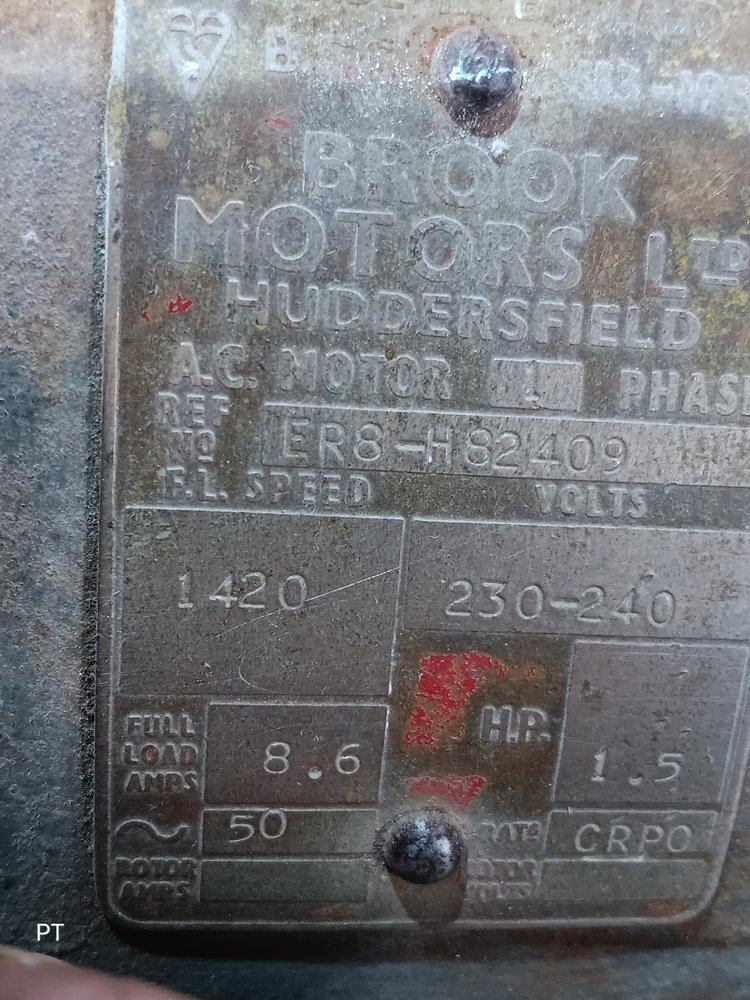 BROOK
MOTORS LTD
HUDDERSFIELD
A.C. MOTOR 1 PHASE
REF NO ER8-H82409
F.L. SPEED VOLTS
1420 230-240
FULL LOAD AMPS 8.6 H.P. 1.5
50 RATG CRPO
ROTOR AMPS ROTOR VOLTS
PT